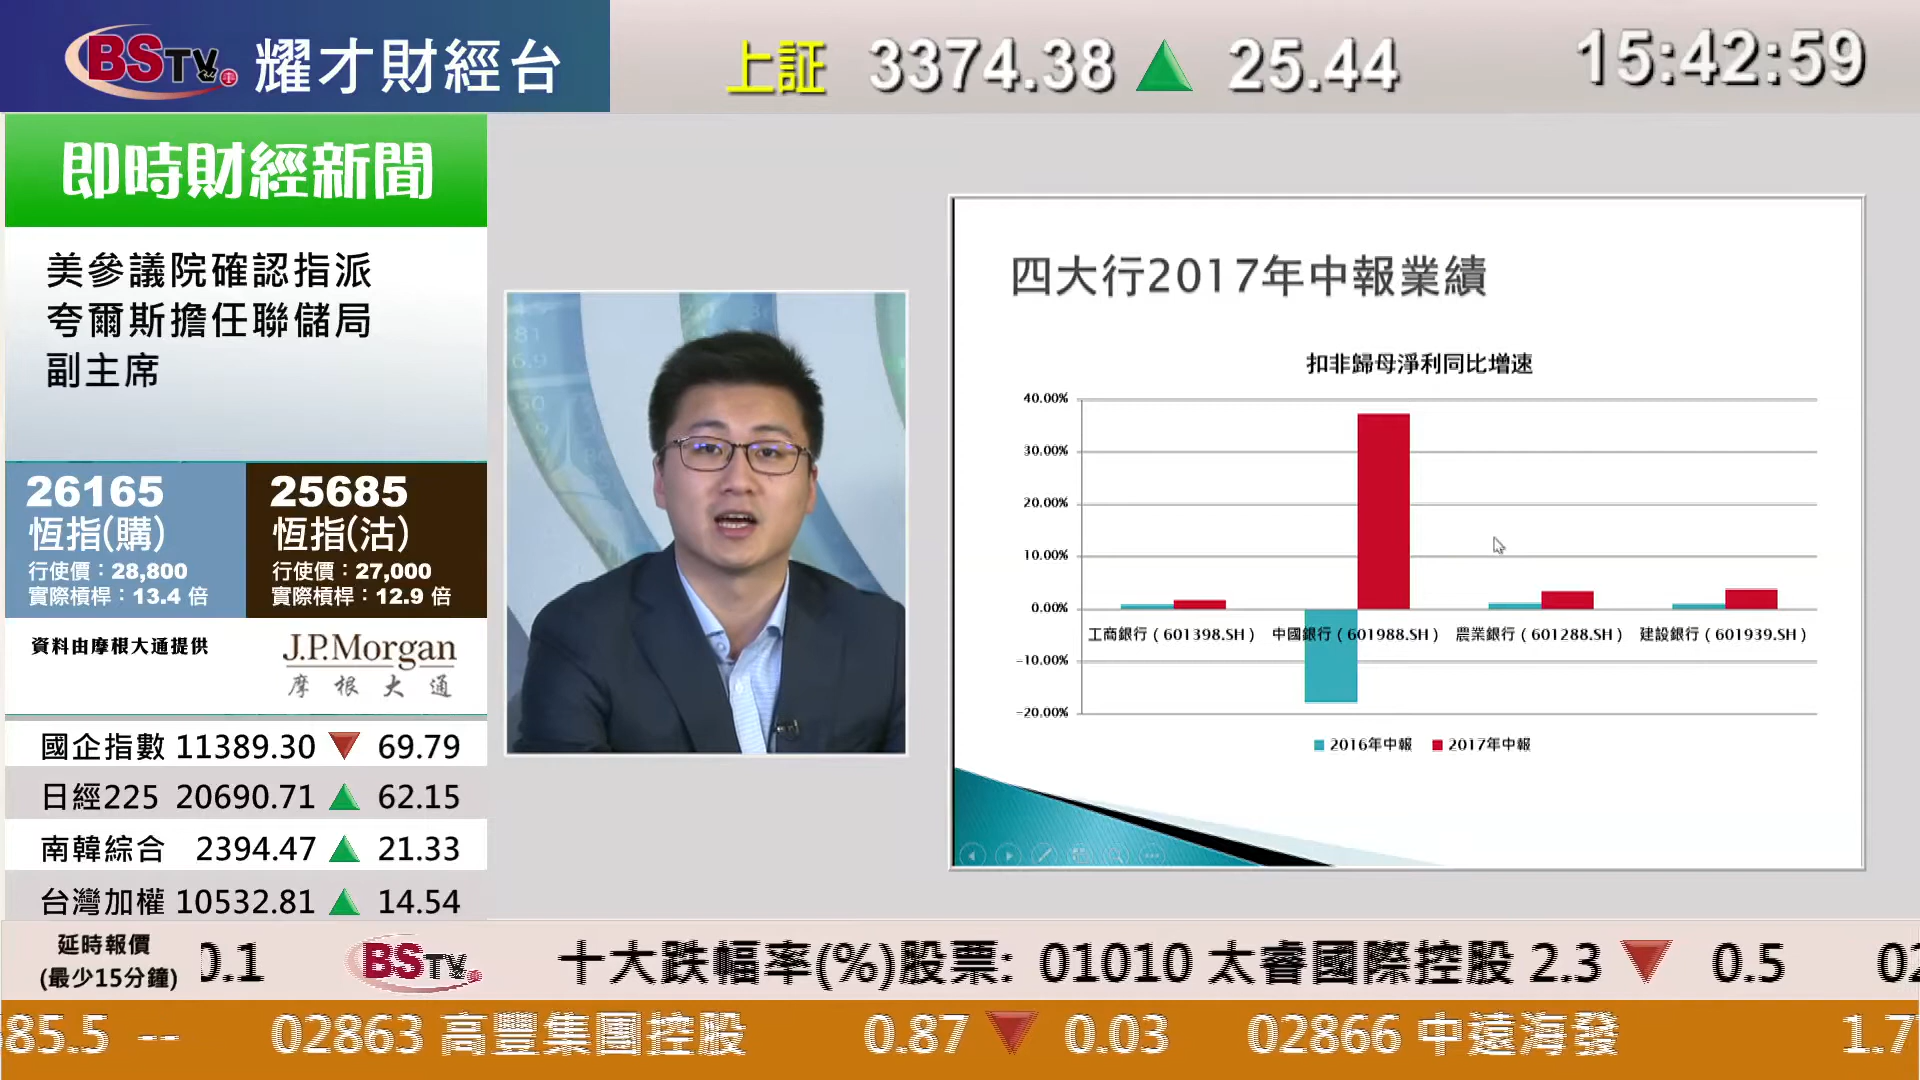 BSTV 耀才財經台
上証 3374.38 ▲ 25.44
15:42:59
即時財經新聞
美參議院確認指派
夸爾斯擔任聯儲局
副主席
26165
恆指(購)
行使價：28,800
實際槓桿：13.4 倍
25685
恆指(沽)
行使價：27,000
實際槓桿：12.9 倍
資料由摩根大通提供
J.P.Morgan
摩根大通
國企指數 11389.30 ▼ 69.79
日經225 20690.71 ▲ 62.15
南韓綜合 2394.47 ▲ 21.33
台灣加權 10532.81 ▲ 14.54
四大行2017年中報業績
扣非歸母淨利同比增速
40.00%
30.00%
20.00%
10.00%
0.00%
-10.00%
-20.00%
工商銀行（601398.SH） 中國銀行（601988.SH） 農業銀行（601288.SH） 建設銀行（601939.SH）
2016年中報 2017年中報
延時報價
(最少15分鐘)
0.1 BSTV 十大跌幅率(%)股票: 01010 太睿國際控股 2.3 ▼ 0.5 02
85.5 -- 02863 高豐集團控股 0.87 ▼ 0.03 02866 中遠海發 1.7